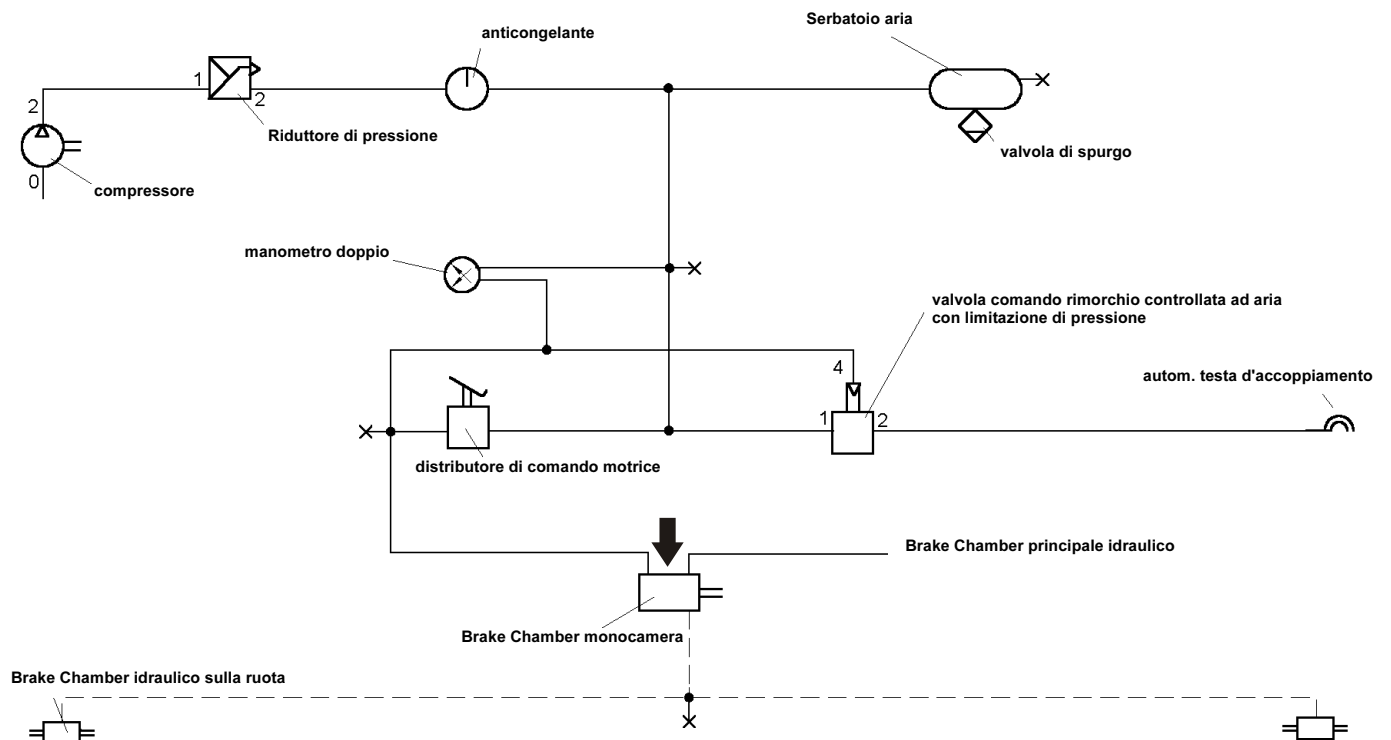 Serbatoio aria
anticongelante
1
2
2
Riduttore di pressione
valvola di spurgo
0
compressore
manometro doppio
valvola comando rimorchio controllata ad aria
con limitazione di pressione
4
autom. testa d'accoppiamento
1
2
distributore di comando motrice
Brake Chamber principale idraulico
Brake Chamber monocamera
Brake Chamber idraulico sulla ruota